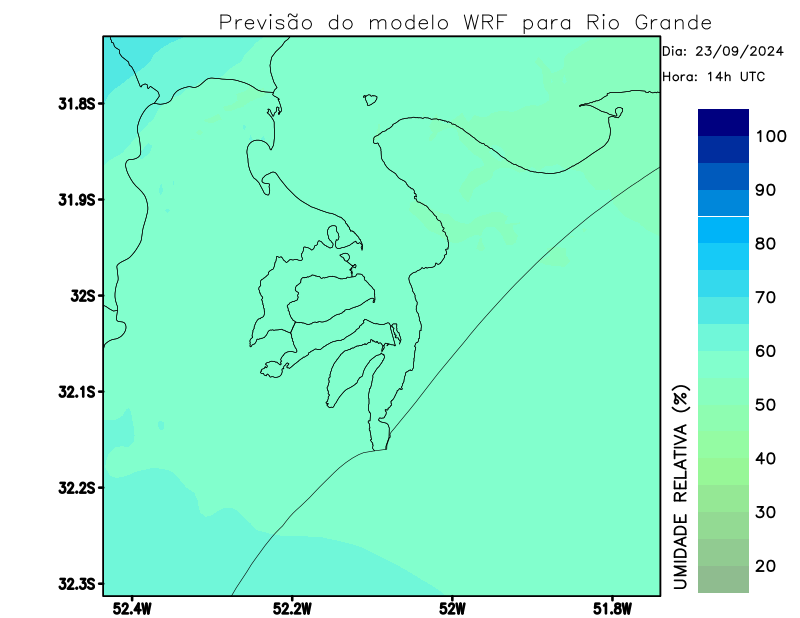 Previsão do modelo WRF para Rio Grande
Dia: 23/09/2024
Hora: 14h UTC
31.8S
31.9S
32S
32.1S
32.2S
32.3S
52.4W
52.2W
52W
51.8W
UMIDADE RELATIVA (%)
100
90
80
70
60
50
40
30
20